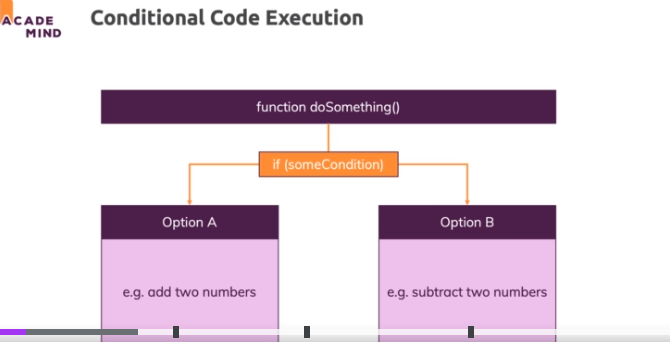 ACADE
MIND
Conditional Code Execution
function doSomething()
if (someCondition)
Option A
Option B
e.g. add two numbers
e.g. subtract two numbers